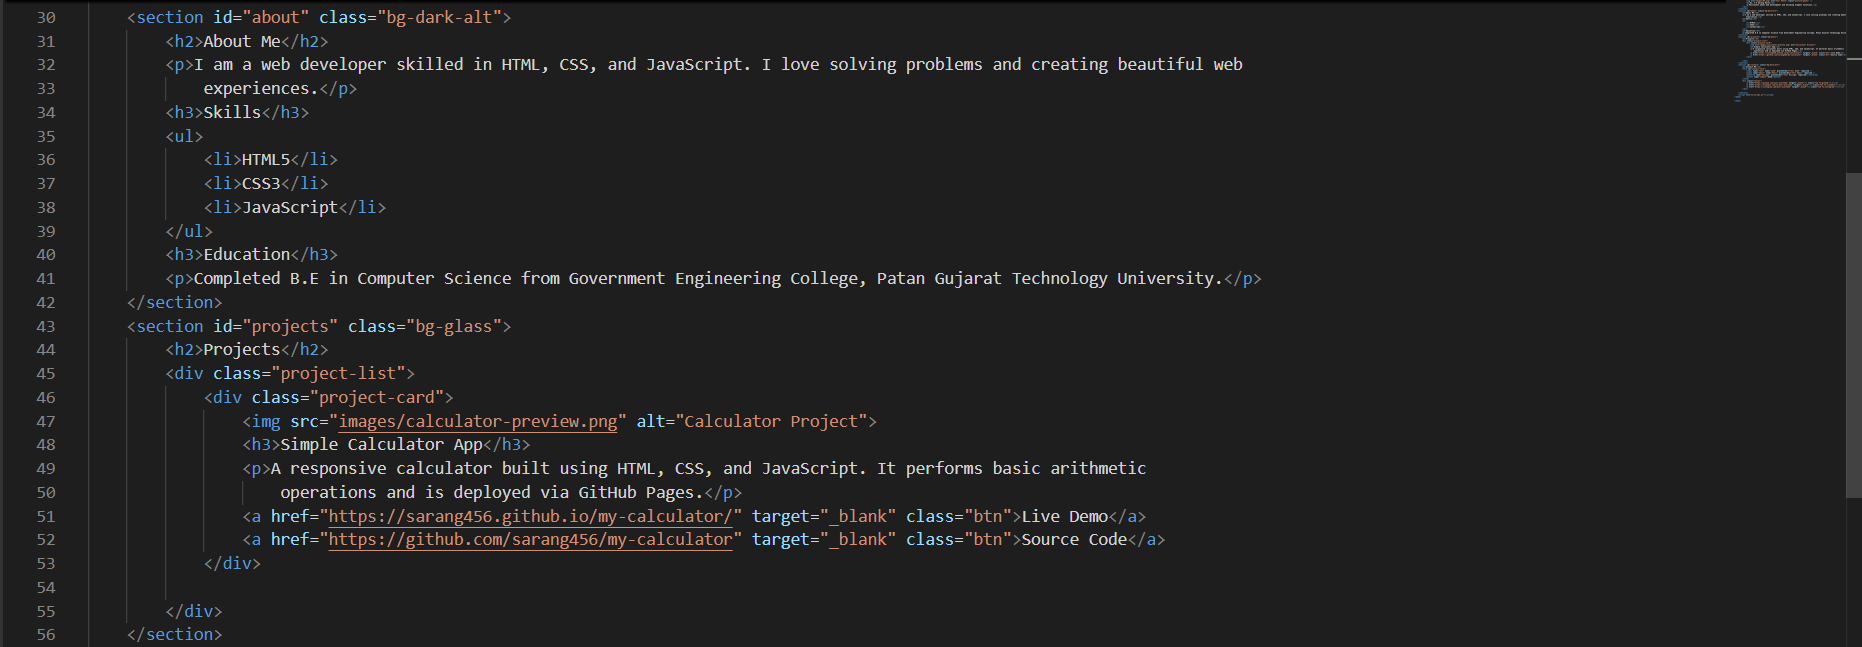 30 <section id="about" class="bg-dark-alt">
31 <h2>About Me</h2>
32 <p>I am a web developer skilled in HTML, CSS, and JavaScript. I love solving problems and creating beautiful web
33 experiences.</p>
34 <h3>Skills</h3>
35 <ul>
36 <li>HTML5</li>
37 <li>CSS3</li>
38 <li>JavaScript</li>
39 </ul>
40 <h3>Education</h3>
41 <p>Completed B.E in Computer Science from Government Engineering College, Patan Gujarat Technology University.</p>
42 </section>
43 <section id="projects" class="bg-glass">
44 <h2>Projects</h2>
45 <div class="project-list">
46 <div class="project-card">
47 <img src="images/calculator-preview.png" alt="Calculator Project">
48 <h3>Simple Calculator App</h3>
49 <p>A responsive calculator built using HTML, CSS, and JavaScript. It performs basic arithmetic
50 operations and is deployed via GitHub Pages.</p>
51 <a href="https://sarang456.github.io/my-calculator/" target="_blank" class="btn">Live Demo</a>
52 <a href="https://github.com/sarang456/my-calculator" target="_blank" class="btn">Source Code</a>
53 </div>
54
55 </div>
56 </section>